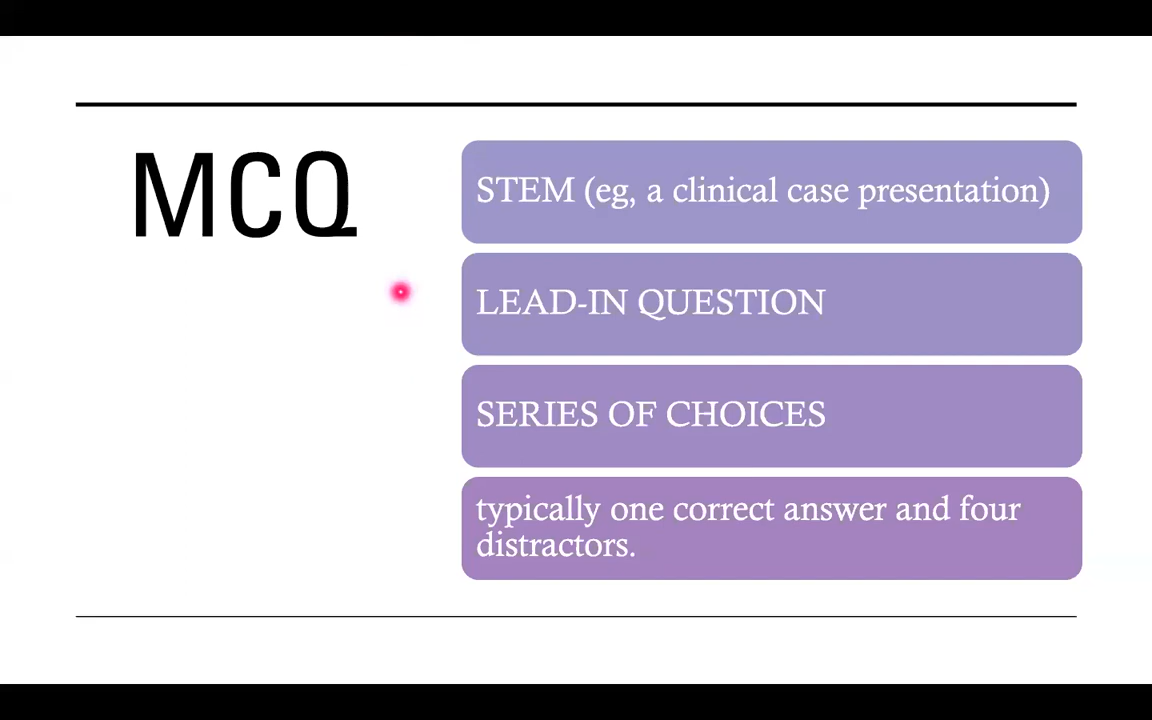 MCQ
STEM (eg, a clinical case presentation)
LEAD-IN QUESTION
SERIES OF CHOICES
typically one correct answer and four
distractors.